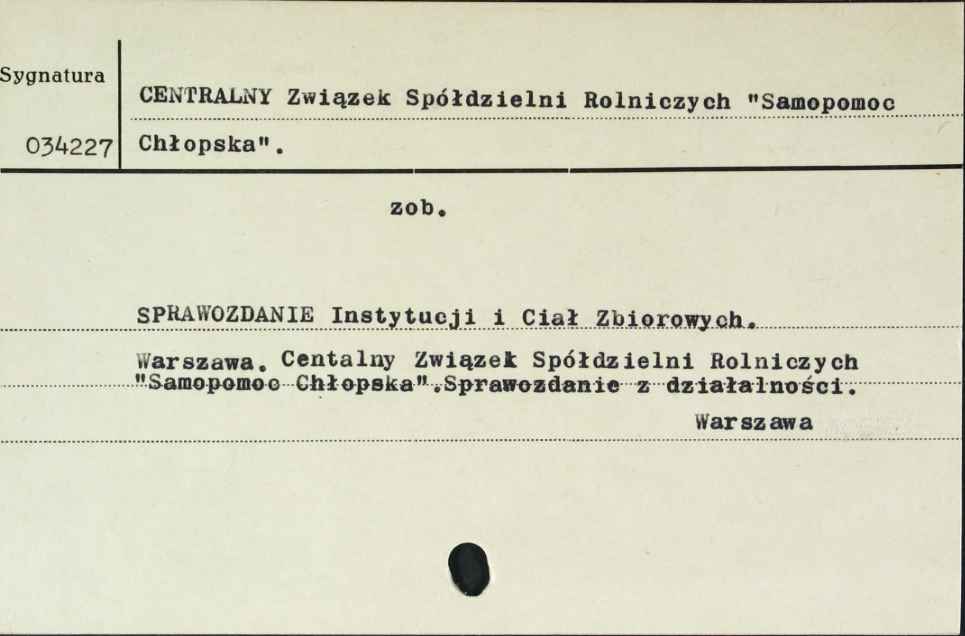 Sygnatura
CENTRALNY Związek Spółdzielni Rolniczych "Samopomoc
034227 Chłopska".
zob.
SPRAWOZDANIE Instytucji i Ciał Zbiorowych.
Warszawa. Centalny Związek Spółdzielni Rolniczych
"Samopomoc Chłopska".Sprawozdanie z działalności.
Warszawa